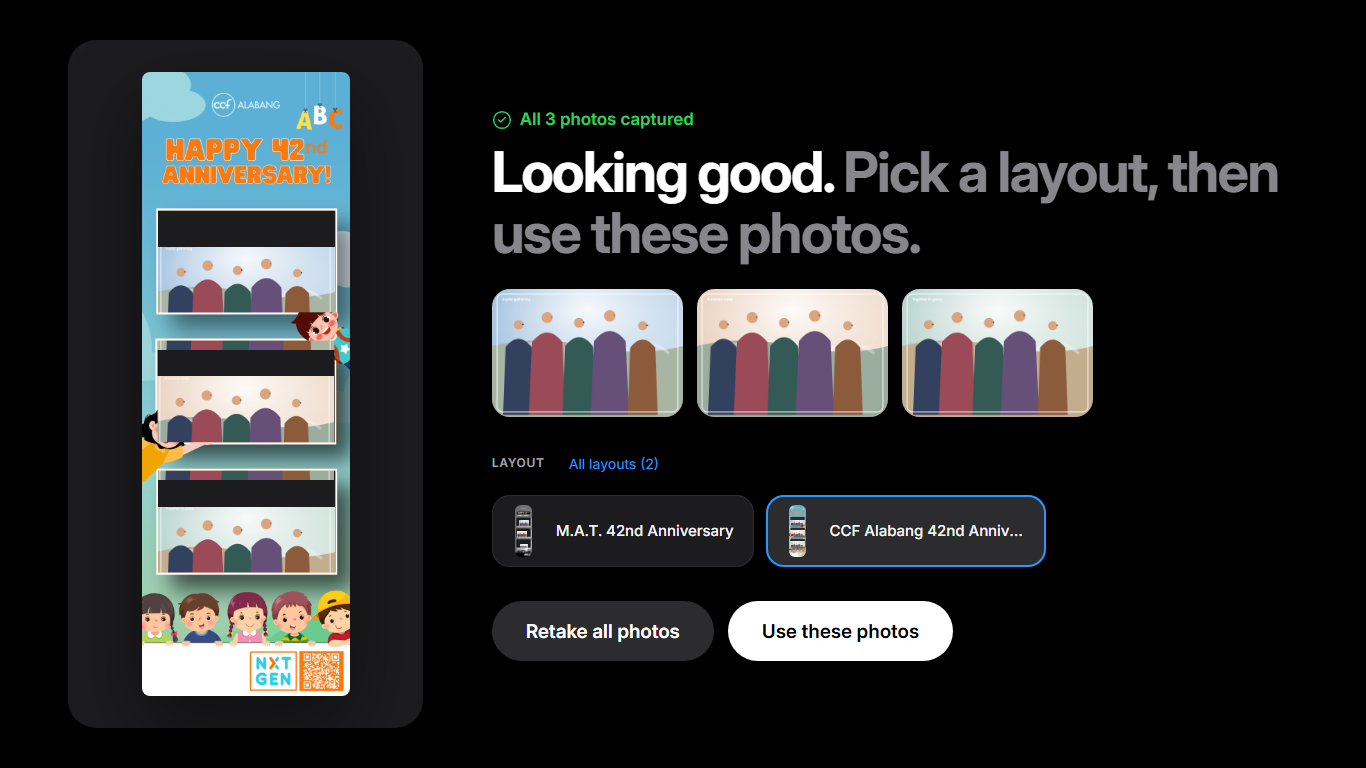 ccf ALABANG
ABC
HAPPY 42nd
ANNIVERSARY!
NXT
GEN
All 3 photos captured
Looking good. Pick a layout, then
use these photos.
LAYOUT
All layouts (2)
M.A.T. 42nd Anniversary
CCF Alabang 42nd Anniv...
Retake all photos
Use these photos